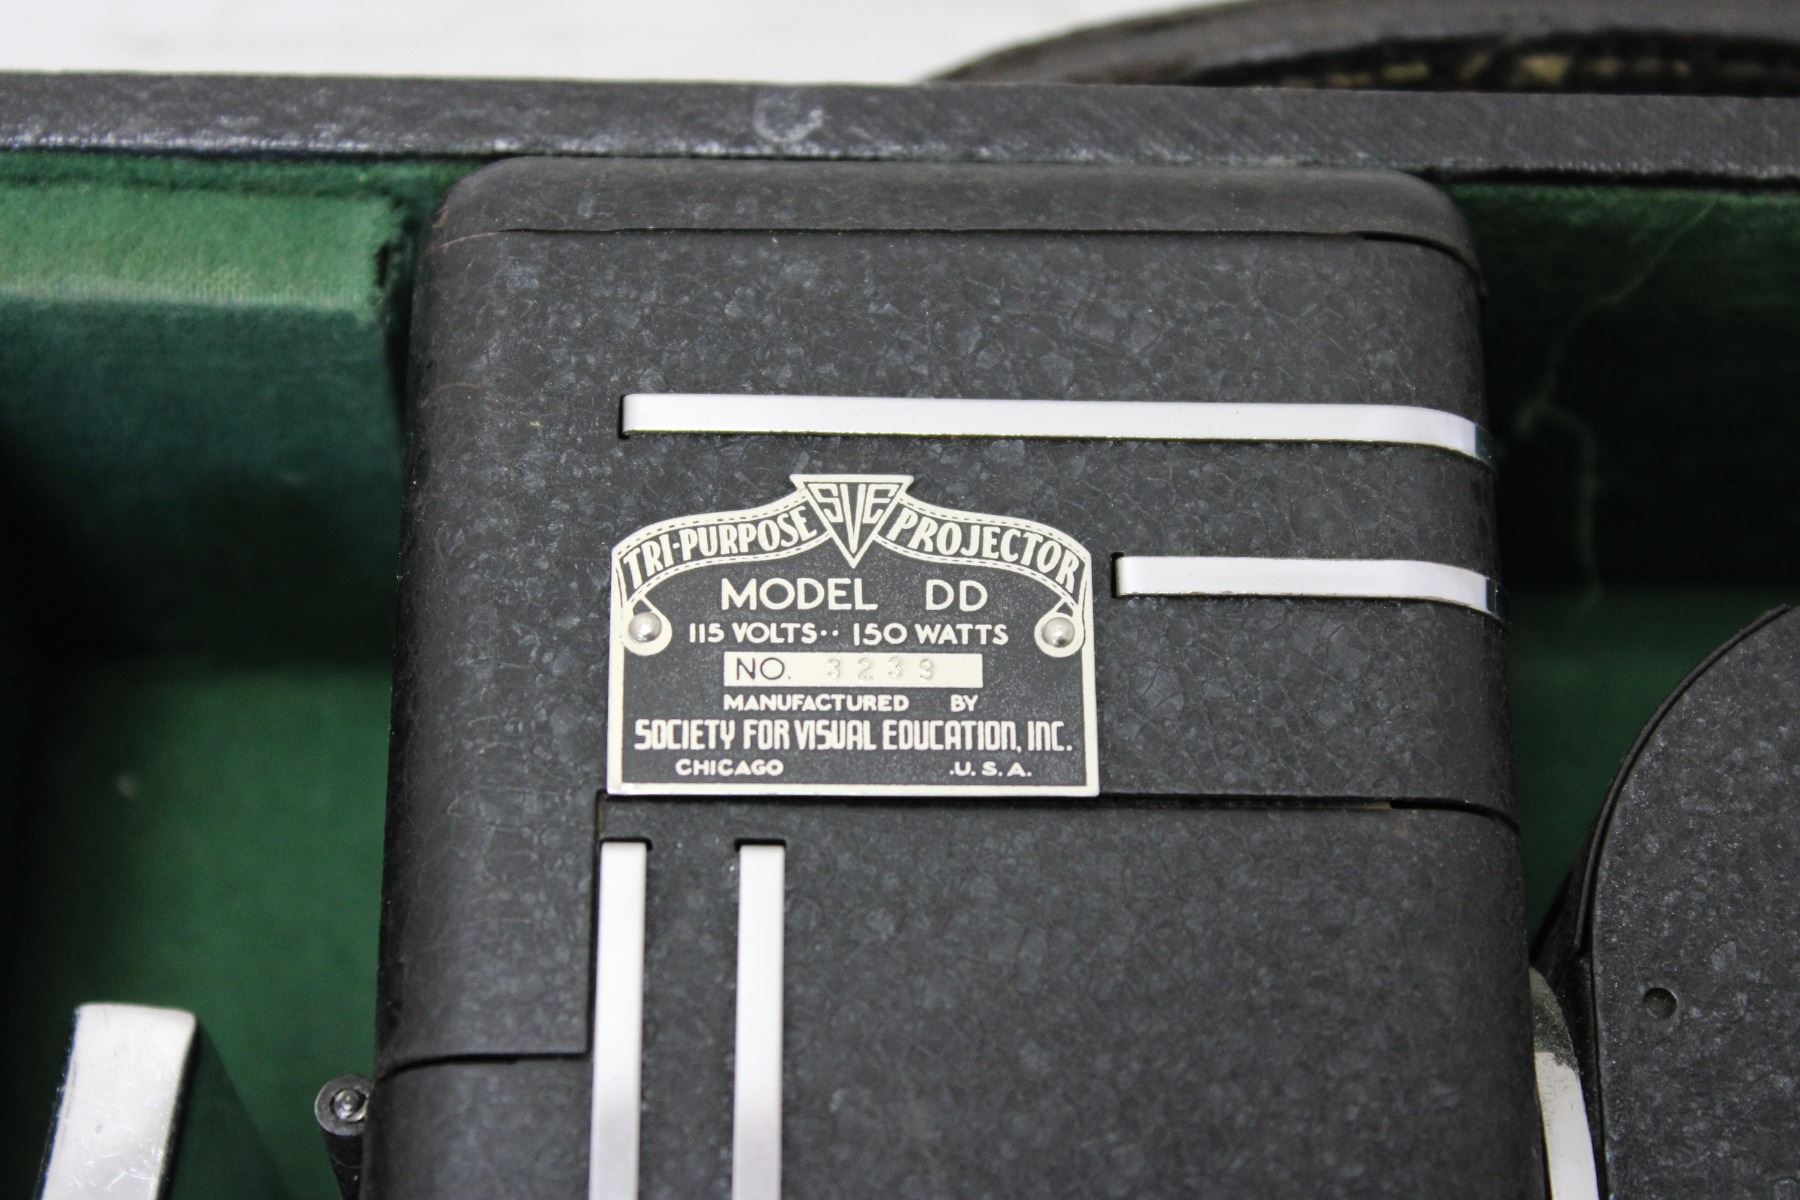 TRI-PURPOSE SVE PROJECTOR
MODEL DD
115 VOLTS·· 150 WATTS
NO. 3239
MANUFACTURED BY
SOCIETY FOR VISUAL EDUCATION, INC.
CHICAGO .U.S.A.